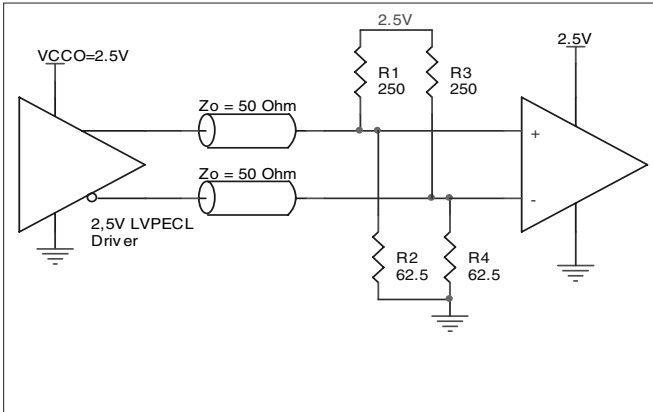 2.5V
VCCO=2.5V
2.5V
R1
250
R3
250
Zo = 50 Ohm
+
Zo = 50 Ohm
-
2,5V LVPECL
Driver
R2
62.5
R4
62.5